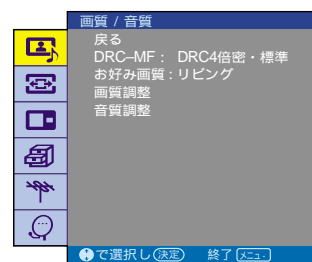 画質 / 音質
戻る
DRC–MF : DRC4倍密・標準
お好み画質 : リビング
画質調整
音質調整
で選択し 決定 終了 メニュー